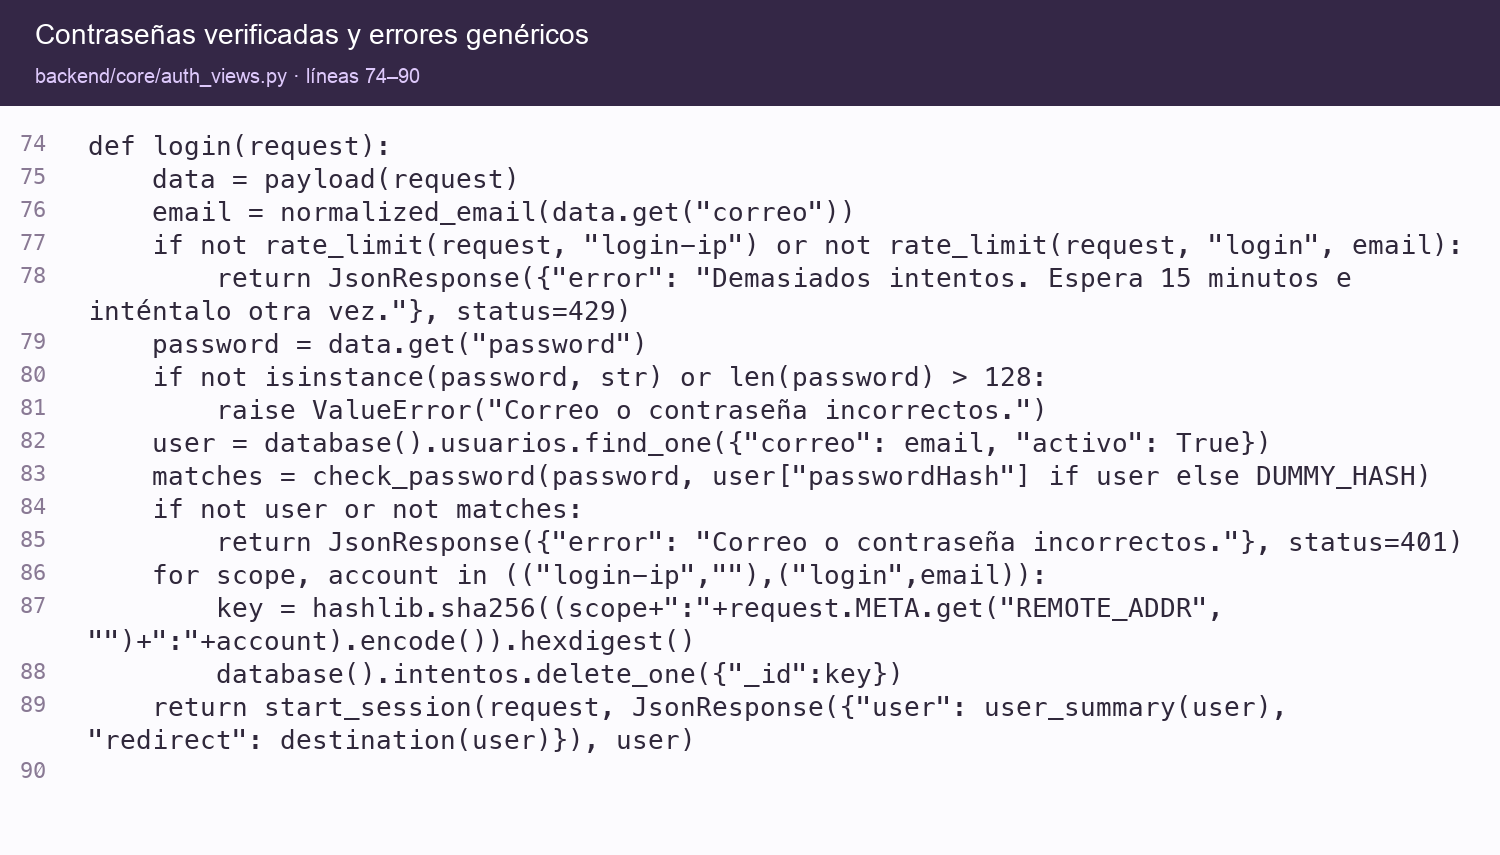 Contraseñas verificadas y errores genéricos
backend/core/auth_views.py · líneas 74–90
74 def login(request):
75     data = payload(request)
76     email = normalized_email(data.get("correo"))
77     if not rate_limit(request, "login-ip") or not rate_limit(request, "login", email):
78         return JsonResponse({"error": "Demasiados intentos. Espera 15 minutos e
inténtalo otra vez."}, status=429)
79     password = data.get("password")
80     if not isinstance(password, str) or len(password) > 128:
81         raise ValueError("Correo o contraseña incorrectos.")
82     user = database().usuarios.find_one({"correo": email, "activo": True})
83     matches = check_password(password, user["passwordHash"] if user else DUMMY_HASH)
84     if not user or not matches:
85         return JsonResponse({"error": "Correo o contraseña incorrectos."}, status=401)
86     for scope, account in (("login-ip",""),("login",email)):
87         key = hashlib.sha256((scope+":"+request.META.get("REMOTE_ADDR",
"")+":"+account).encode()).hexdigest()
88         database().intentos.delete_one({"_id":key})
89     return start_session(request, JsonResponse({"user": user_summary(user),
"redirect": destination(user)}), user)
90